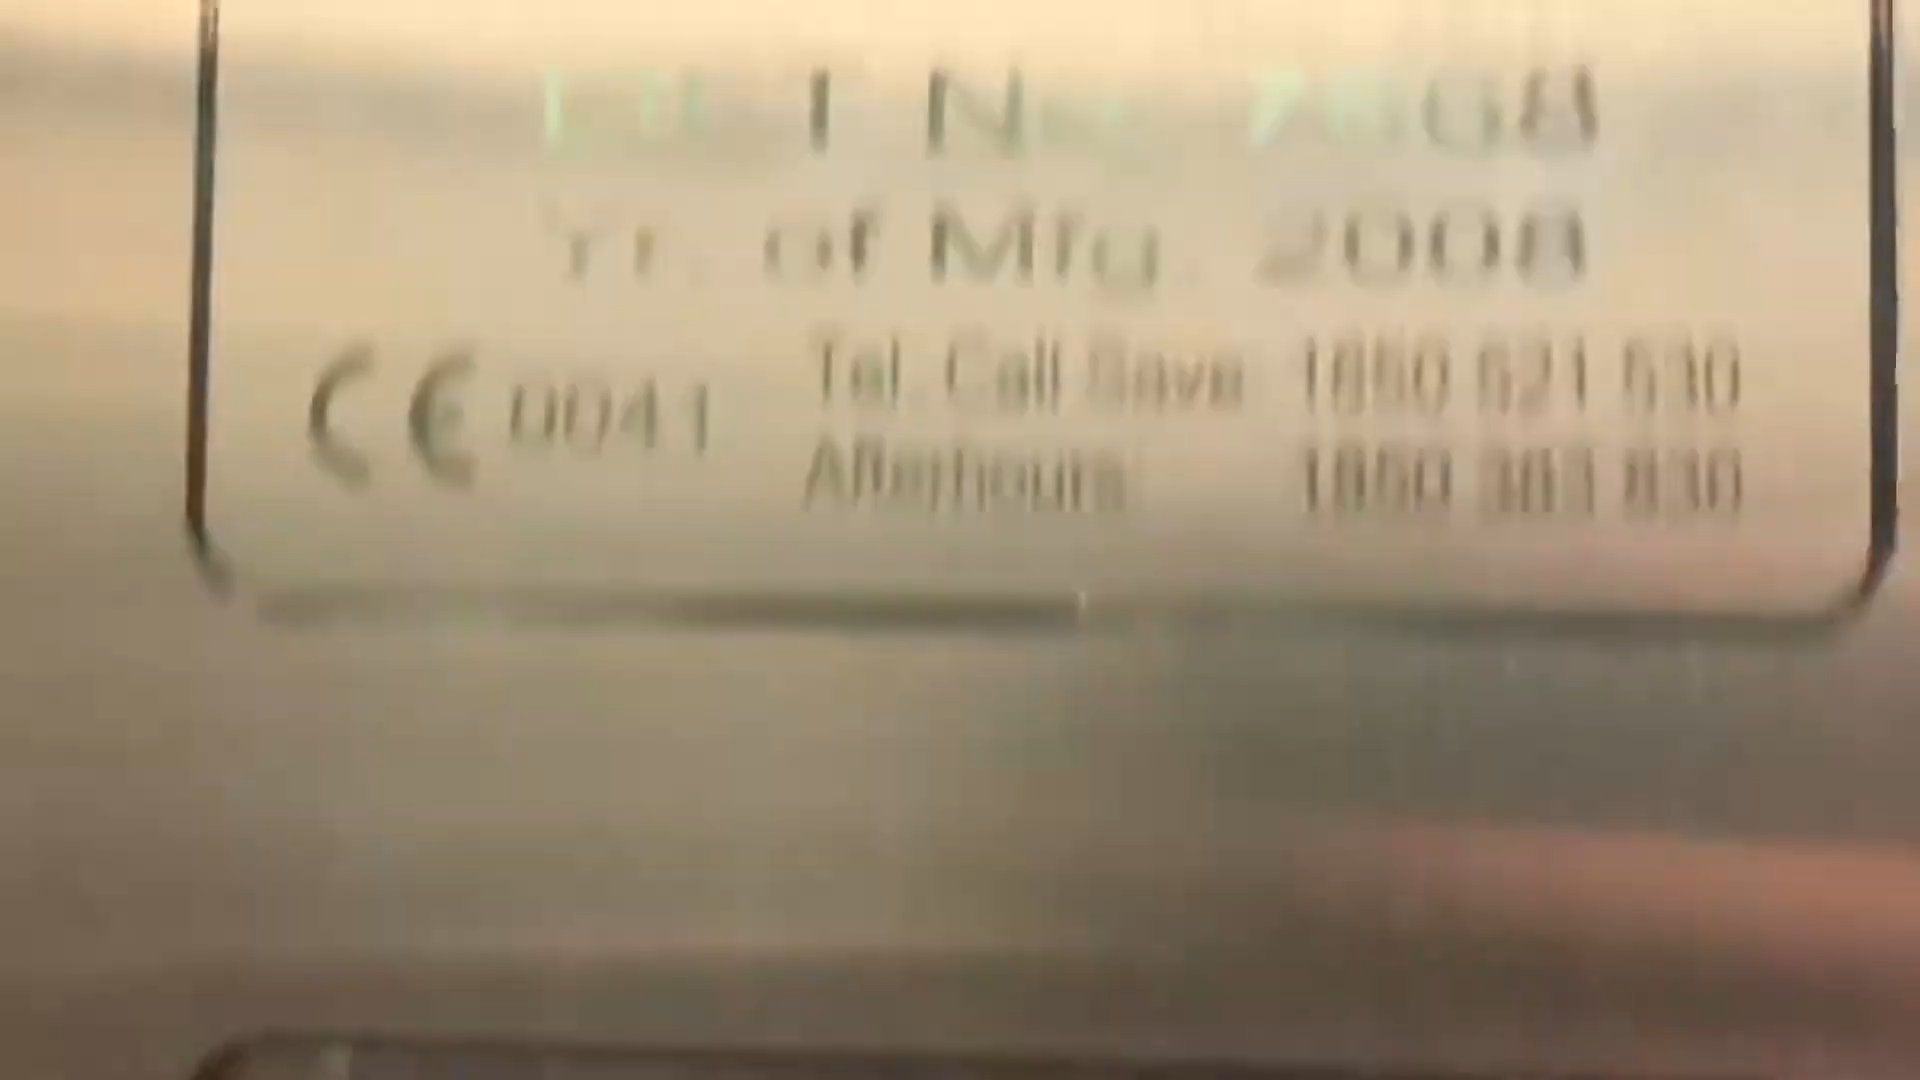 Yr. of Mfg. 2008
CE 0041 Tel. Call Save 1850 621 530
Afterhours 1850 383 830